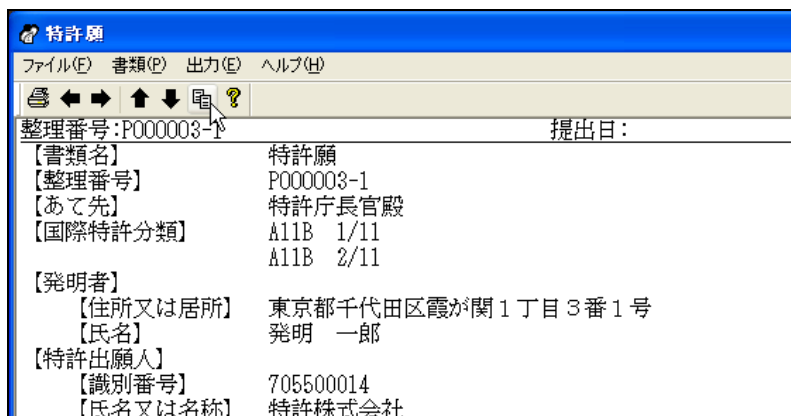 特許願
ファイル(F) 書類(P) 出力(E) ヘルプ(H)
整理番号:P000003-1 提出日:
【書類名】 特許願
【整理番号】 P000003-1
【あて先】 特許庁長官殿
【国際特許分類】 A11B 1/11
A11B 2/11
【発明者】
【住所又は居所】 東京都千代田区霞が関1丁目3番1号
【氏名】 発明 一郎
【特許出願人】
【識別番号】 705500014
【氏名又は名称】 特許株式会社